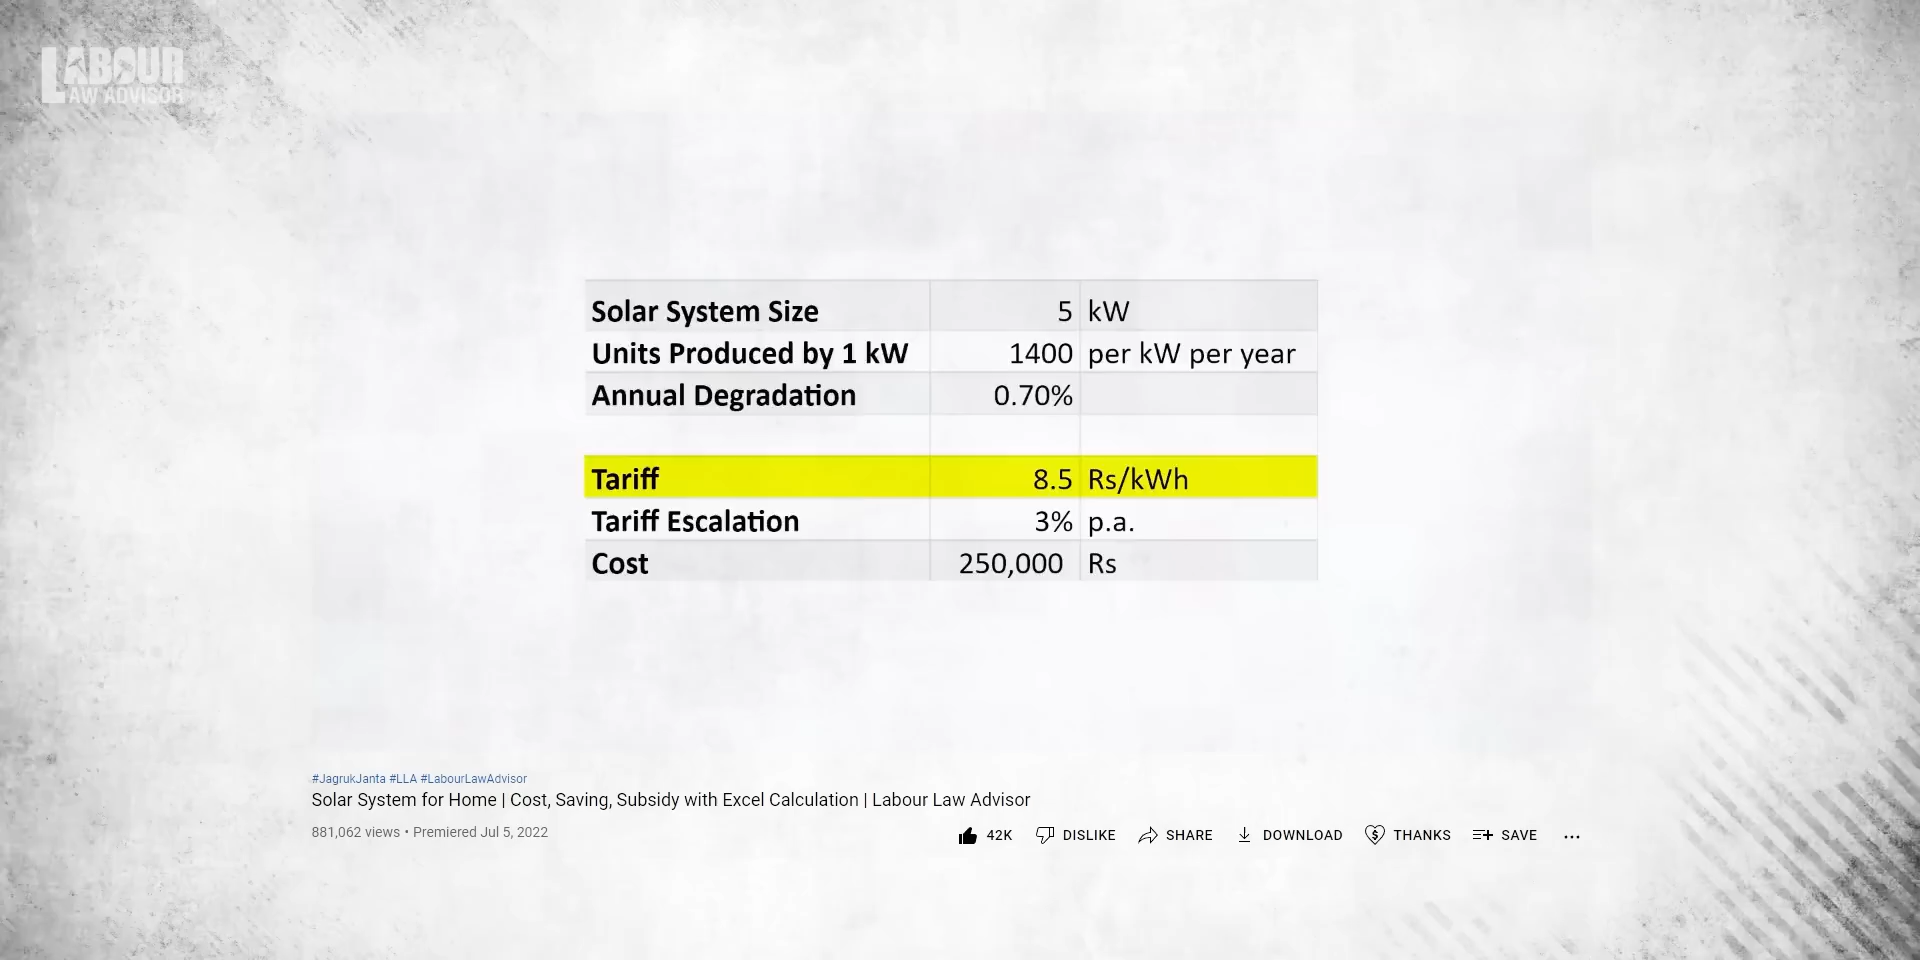 LABOUR
LAW ADVISOR
Solar System Size 5 kW
Units Produced by 1 kW 1400 per kW per year
Annual Degradation 0.70%
Tariff 8.5 Rs/kWh
Tariff Escalation 3% p.a.
Cost 250,000 Rs
#JagrukJanta #LLA #LabourLawAdvisor
Solar System for Home | Cost, Saving, Subsidy with Excel Calculation | Labour Law Advisor
881,062 views • Premiered Jul 5, 2022
42K DISLIKE SHARE DOWNLOAD THANKS SAVE ...